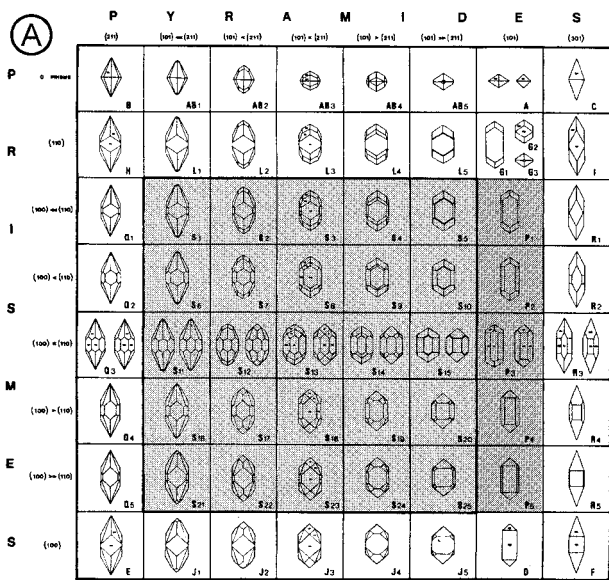 A
P Y R A M I D E S
{211} {101} << {211} {101} < {211} {101} = {211} {101} > {211} {101} >> {211} {101} {301}
P
B AB1 AB2 AB3 AB4 AB5 A C
R {110}
H L1 L2 L3 L4 L5 G1 G2 G3 I
I {100} << {110}
Q1 S1 S2 S3 S4 S5 P1 R1
S {100} < {110}
Q2 S6 S7 S8 S9 S10 P2 R2
{100} = {110}
Q3 S11 S12 S13 S14 S15 P3 R3
M {100} > {110}
Q4 S16 S17 S18 S19 S20 P4 R4
E {100} >> {110}
Q5 S21 S22 S23 S24 S25 P5 R5
S {100}
E J1 J2 J3 J4 J5 D F